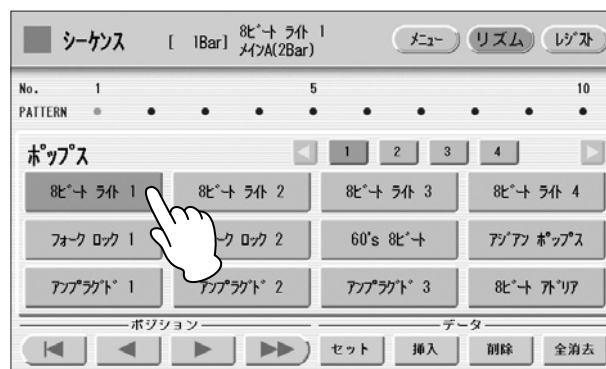 シーケンス [ 1Bar] 8ビート ライト 1
メインA(2Bar)
メニュー リズム レジスト
No. 1 5 10
PATTERN
ポップス 1 2 3 4
8ビート ライト 1 8ビート ライト 2 8ビート ライト 3 8ビート ライト 4
フォーク ロック 1 ーク ロック 2 60's 8ビート アジアン ポップス
アンプラグド 1 アンプラグド 2 アンプラグド 3 8ビート アドリア
ポジション データ
セット 挿入 削除 全消去